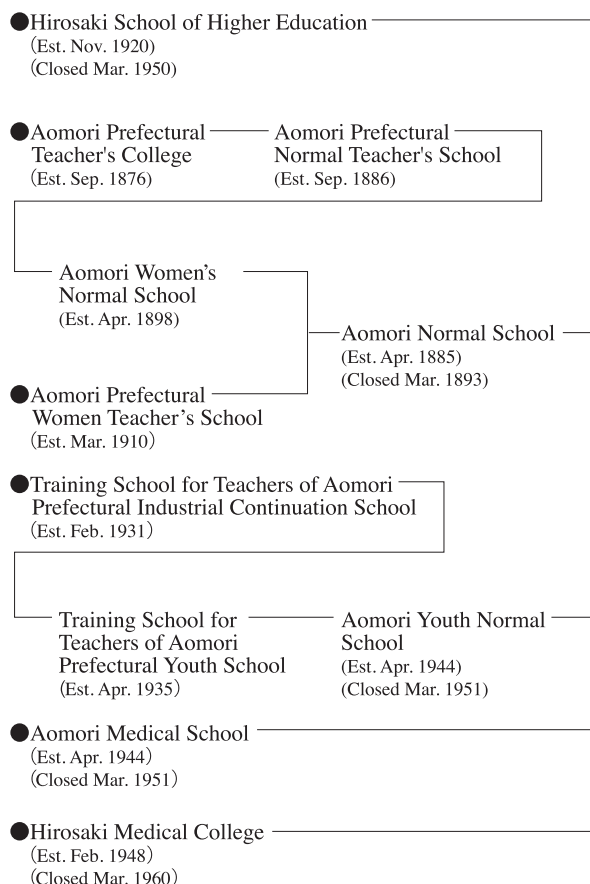 ●Hirosaki School of Higher Education
(Est. Nov. 1920)
(Closed Mar. 1950)
●Aomori Prefectural
Teacher's College
(Est. Sep. 1876)
Aomori Prefectural
Normal Teacher's School
(Est. Sep. 1886)
Aomori Women's
Normal School
(Est. Apr. 1898)
Aomori Normal School
(Est. Apr. 1885)
(Closed Mar. 1893)
●Aomori Prefectural
Women Teacher's School
(Est. Mar. 1910)
●Training School for Teachers of Aomori
Prefectural Industrial Continuation School
(Est. Feb. 1931)
Training School for
Teachers of Aomori
Prefectural Youth School
(Est. Apr. 1935)
Aomori Youth Normal
School
(Est. Apr. 1944)
(Closed Mar. 1951)
●Aomori Medical School
(Est. Apr. 1944)
(Closed Mar. 1951)
●Hirosaki Medical College
(Est. Feb. 1948)
(Closed Mar. 1960)